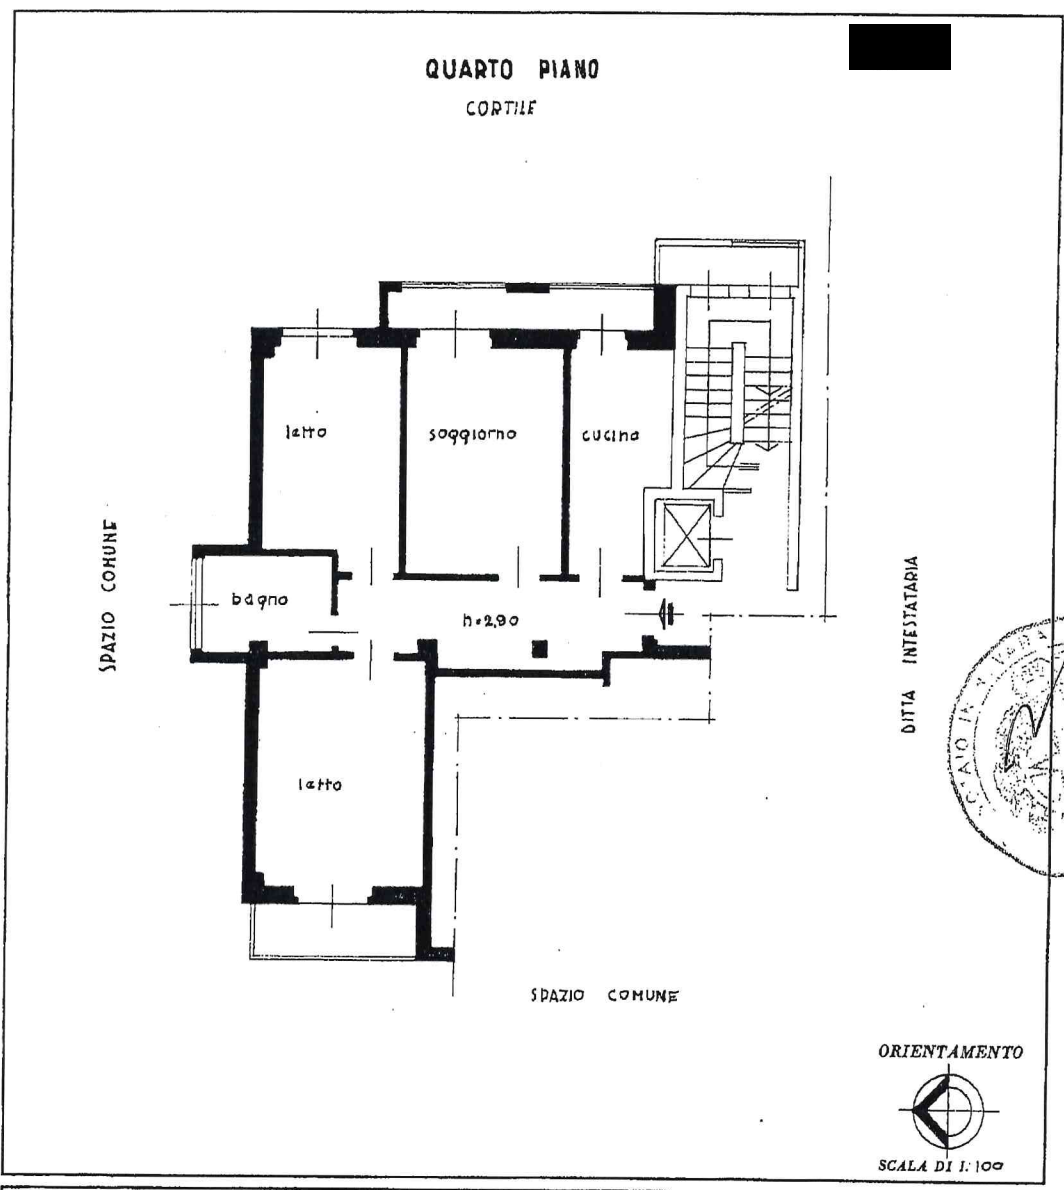 QUARTO PIANO
CORTILE
letto
soggiorno
cucina
SPAZIO COMUNE
bagno
h=2,90
DITTA INTESTATARIA
letto
SPAZIO COMUNE
ORIENTAMENTO
SCALA DI 1:100